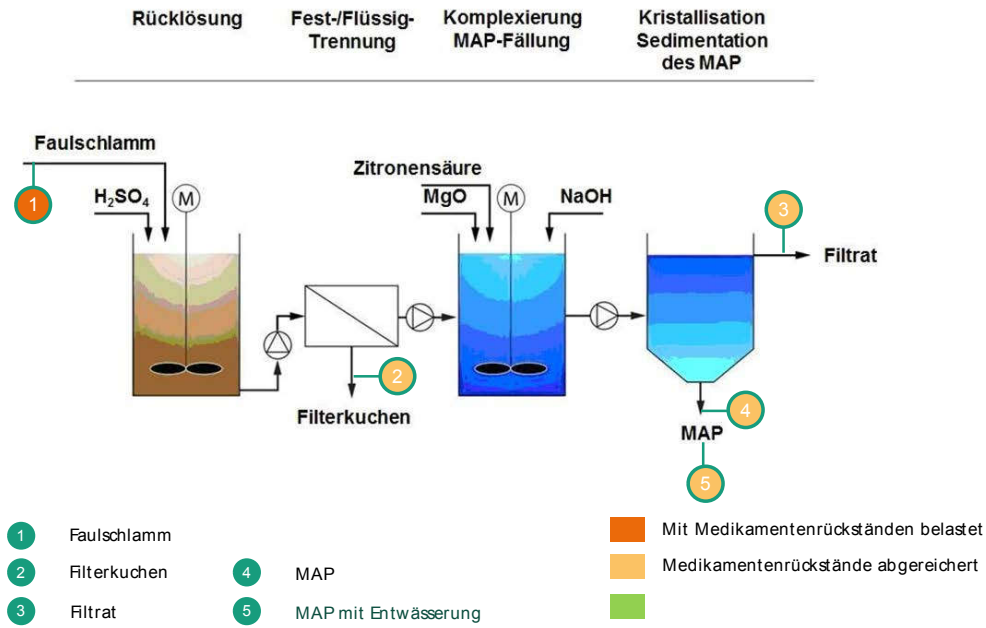 Rücklösung
Fest-/Flüssig-
Trennung
Komplexierung
MAP-Fällung
Kristallisation
Sedimentation
des MAP
Faulschlamm
1
H₂SO₄
M
Zitronensäure
MgO
M
NaOH
3
Filtrat
2
Filterkuchen
4
MAP
5
1 Faulschlamm
2 Filterkuchen
3 Filtrat
4 MAP
5 MAP mit Entwässerung
Mit Medikamentenrückständen belastet
Medikamentenrückstände abgereichert